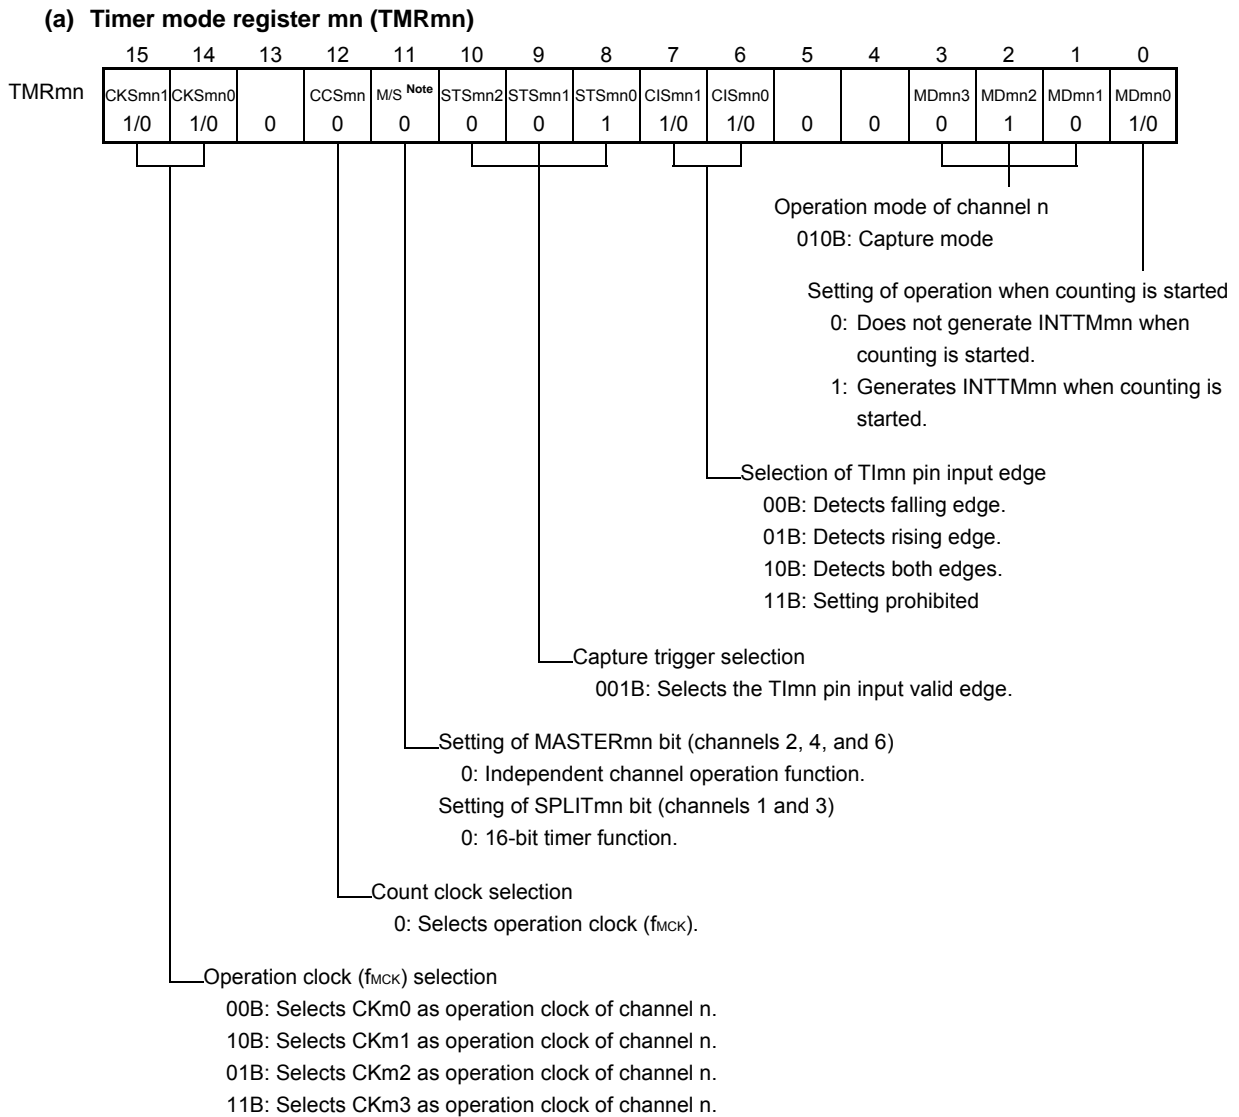 (a) Timer mode register mn (TMRmn)
15 14 13 12 11 10 9 8 7 6 5 4 3 2 1 0
TMRmn CKSmn1 CKSmn0 CCSmn M/S Note STSmn2 STSmn1 STSmn0 CISmn1 CISmn0 MDmn3 MDmn2 MDmn1 MDmn0
1/0 1/0 0 0 0 0 0 1 1/0 1/0 0 0 0 1 0 1/0
Operation mode of channel n
010B: Capture mode
Setting of operation when counting is started
0: Does not generate INTTMmn when
counting is started.
1: Generates INTTMmn when counting is
started.
Selection of TImn pin input edge
00B: Detects falling edge.
01B: Detects rising edge.
10B: Detects both edges.
11B: Setting prohibited
Capture trigger selection
001B: Selects the TImn pin input valid edge.
Setting of MASTERmn bit (channels 2, 4, and 6)
0: Independent channel operation function.
Setting of SPLITmn bit (channels 1 and 3)
0: 16-bit timer function.
Count clock selection
0: Selects operation clock (fMCK).
Operation clock (fMCK) selection
00B: Selects CKm0 as operation clock of channel n.
10B: Selects CKm1 as operation clock of channel n.
01B: Selects CKm2 as operation clock of channel n.
11B: Selects CKm3 as operation clock of channel n.